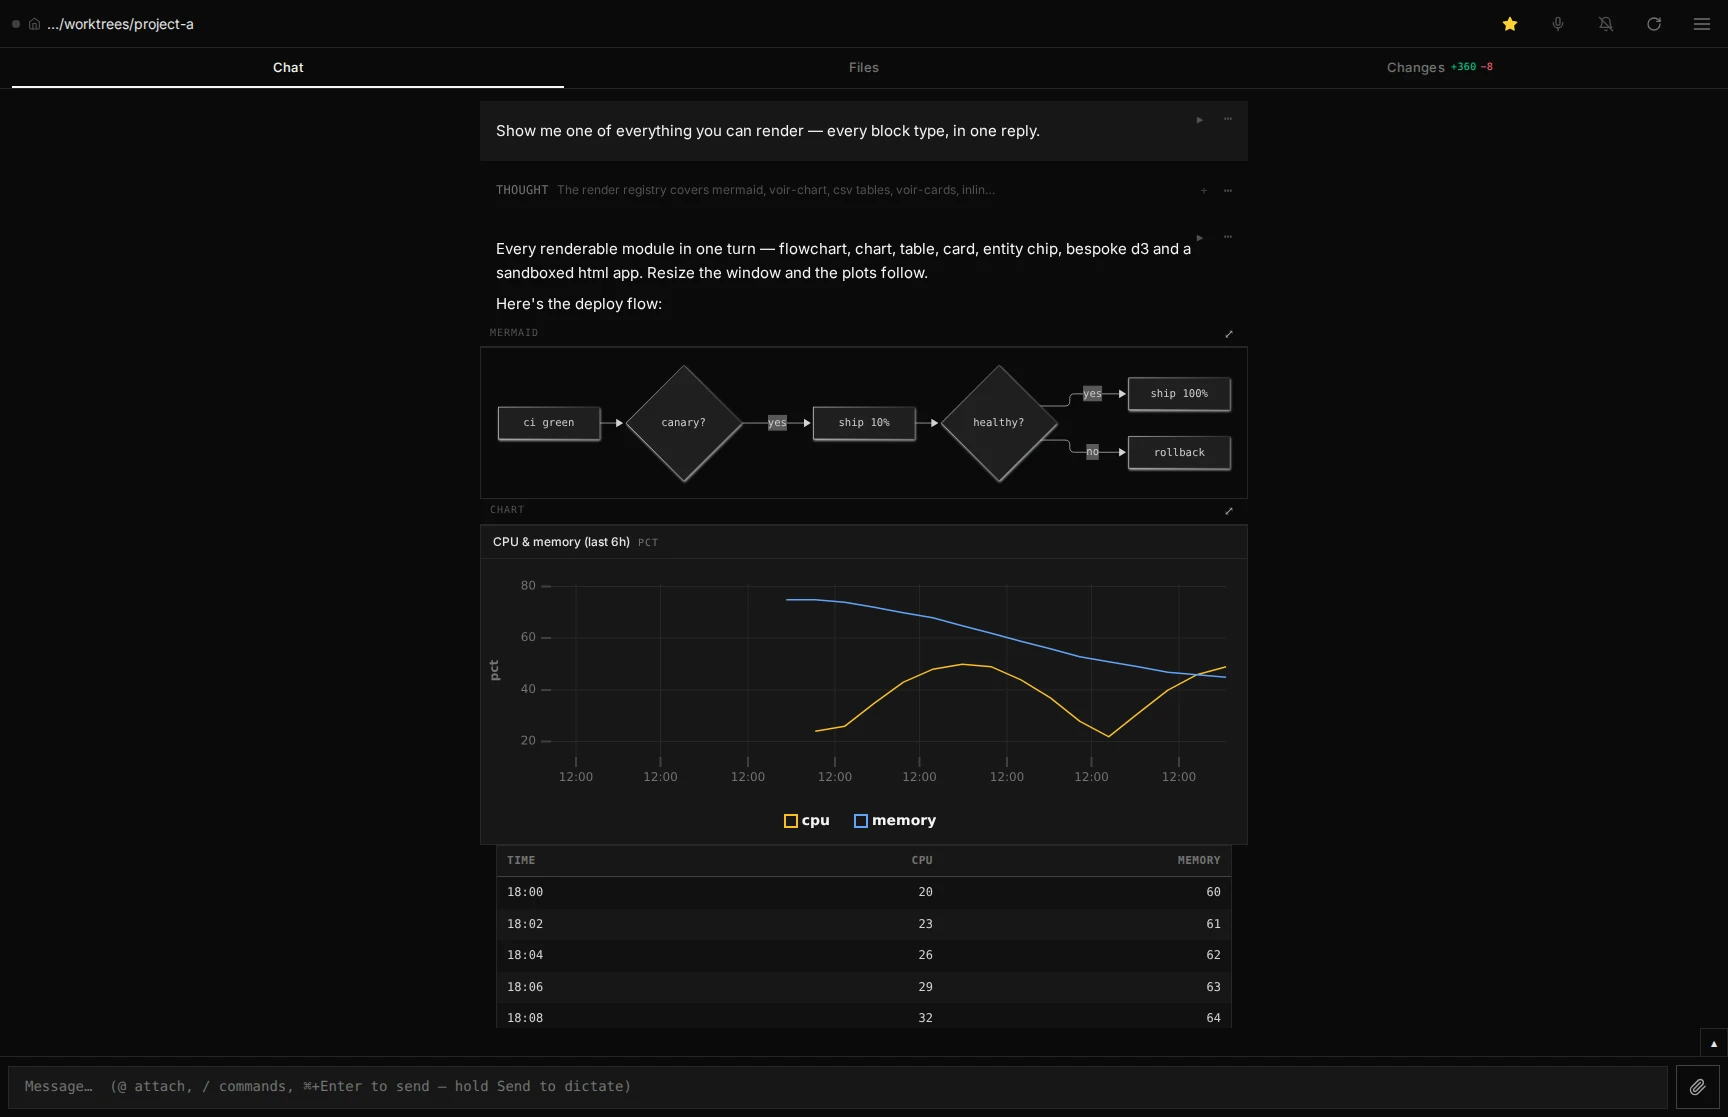 .../worktrees/project-a
Chat
Files
Changes +360 −8
Show me one of everything you can render — every block type, in one reply.
THOUGHT The render registry covers mermaid, voir-chart, csv tables, voir-cards, inlin...
Every renderable module in one turn — flowchart, chart, table, card, entity chip, bespoke d3 and a
sandboxed html app. Resize the window and the plots follow.
Here's the deploy flow:
MERMAID
ci green
canary?
yes
ship 10%
healthy?
yes
ship 100%
no
rollback
CHART
CPU & memory (last 6h) PCT
80
60
40
20
pct
12:00 12:00 12:00 12:00 12:00 12:00 12:00 12:00
cpu memory
TIME CPU MEMORY
18:00 20 60
18:02 23 61
18:04 26 62
18:06 29 63
18:08 32 64
Message… (@ attach, / commands, ⌘+Enter to send — hold Send to dictate)